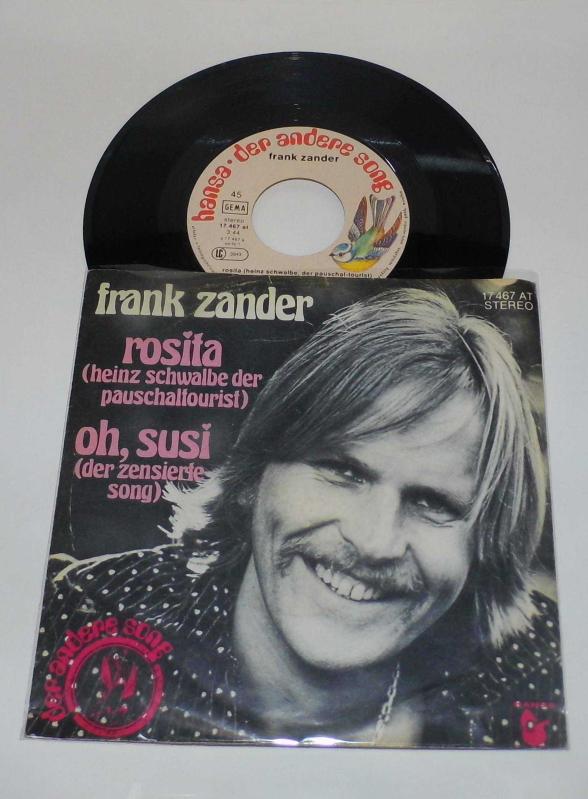 hansa · der andere song
frank zander
45
GEMA
stereo
17.467 at
3:44
LC
rosita (heinz schwalbe, der pauschal-tourist)
frank zander
17 467 AT
STEREO
rosita
(heinz schwalbe der
pauschaltourist)
oh, susi
(der zensierte
song)
der andere song
HANSA